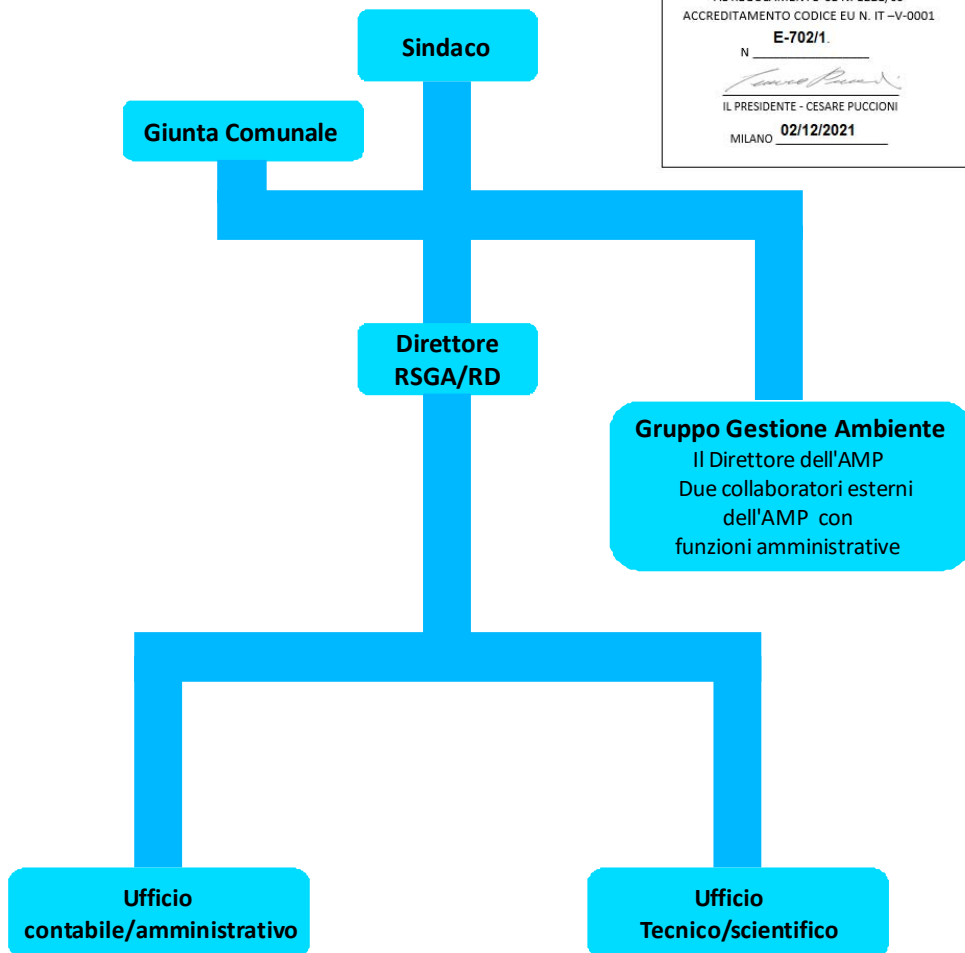 ACCREDITAMENTO CODICE EU N. IT –V-0001
E-702/1.
N
IL PRESIDENTE - CESARE PUCCIONI
MILANO 02/12/2021
Sindaco
Giunta Comunale
Direttore
RSGA/RD
Gruppo Gestione Ambiente
Il Direttore dell'AMP
Due collaboratori esterni
dell'AMP con
funzioni amministrative
Ufficio
contabile/amministrativo
Ufficio
Tecnico/scientifico